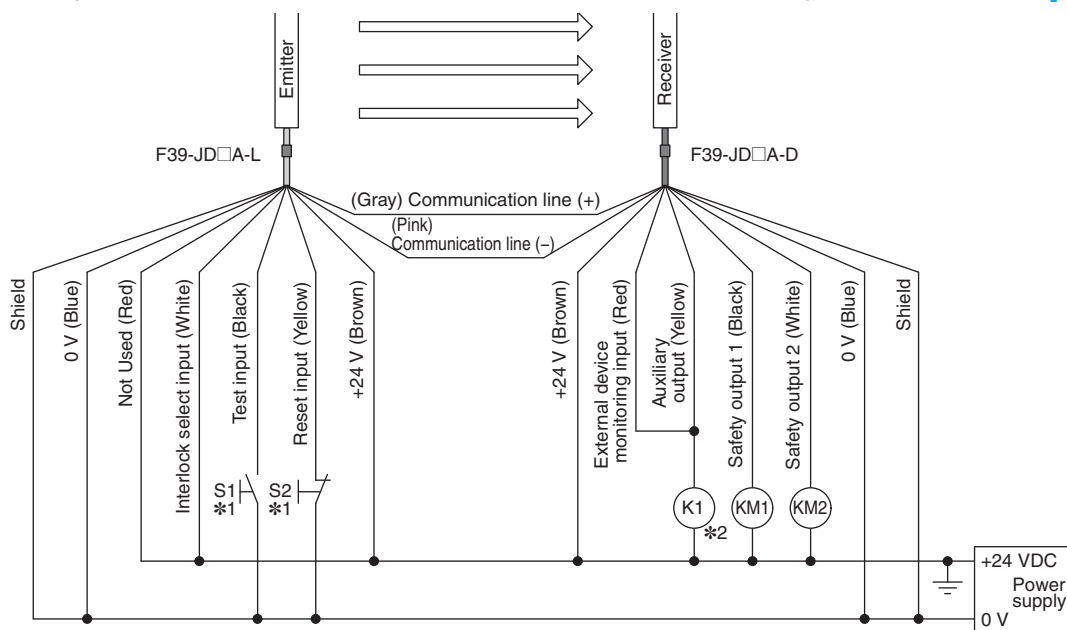 Emitter
Receiver
F39-JD□A-L
F39-JD□A-D
(Gray) Communication line (+)
(Pink)
Communication line (−)
Shield
0 V (Blue)
Not Used (Red)
Interlock select input (White)
Test input (Black)
Reset input (Yellow)
+24 V (Brown)
+24 V (Brown)
External device
monitoring input (Red)
Auxiliary
output (Yellow)
Safety output 1 (Black)
Safety output 2 (White)
0 V (Blue)
Shield
S1
*1
S2
*1
K1
*2
KM1
KM2
+24 VDC
Power
supply
0 V